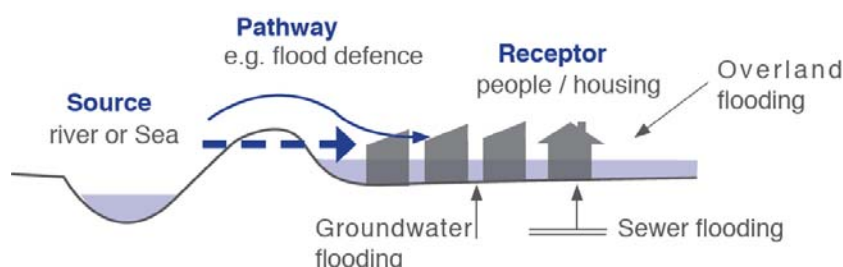 Pathway
e.g. flood defence
Receptor
people / housing
Overland
flooding
Source
river or Sea
Groundwater
flooding
Sewer flooding